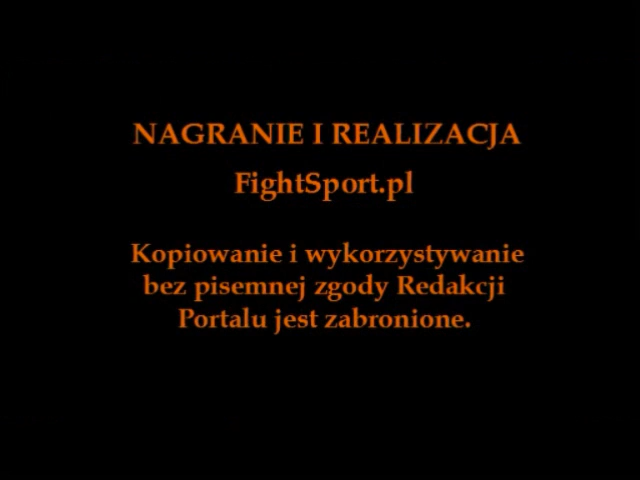 NAGRANIE I REALIZACJA
FightSport.pl
Kopiowanie i wykorzystywanie
bez pisemnej zgody Redakcji
Portalu jest zabronione.